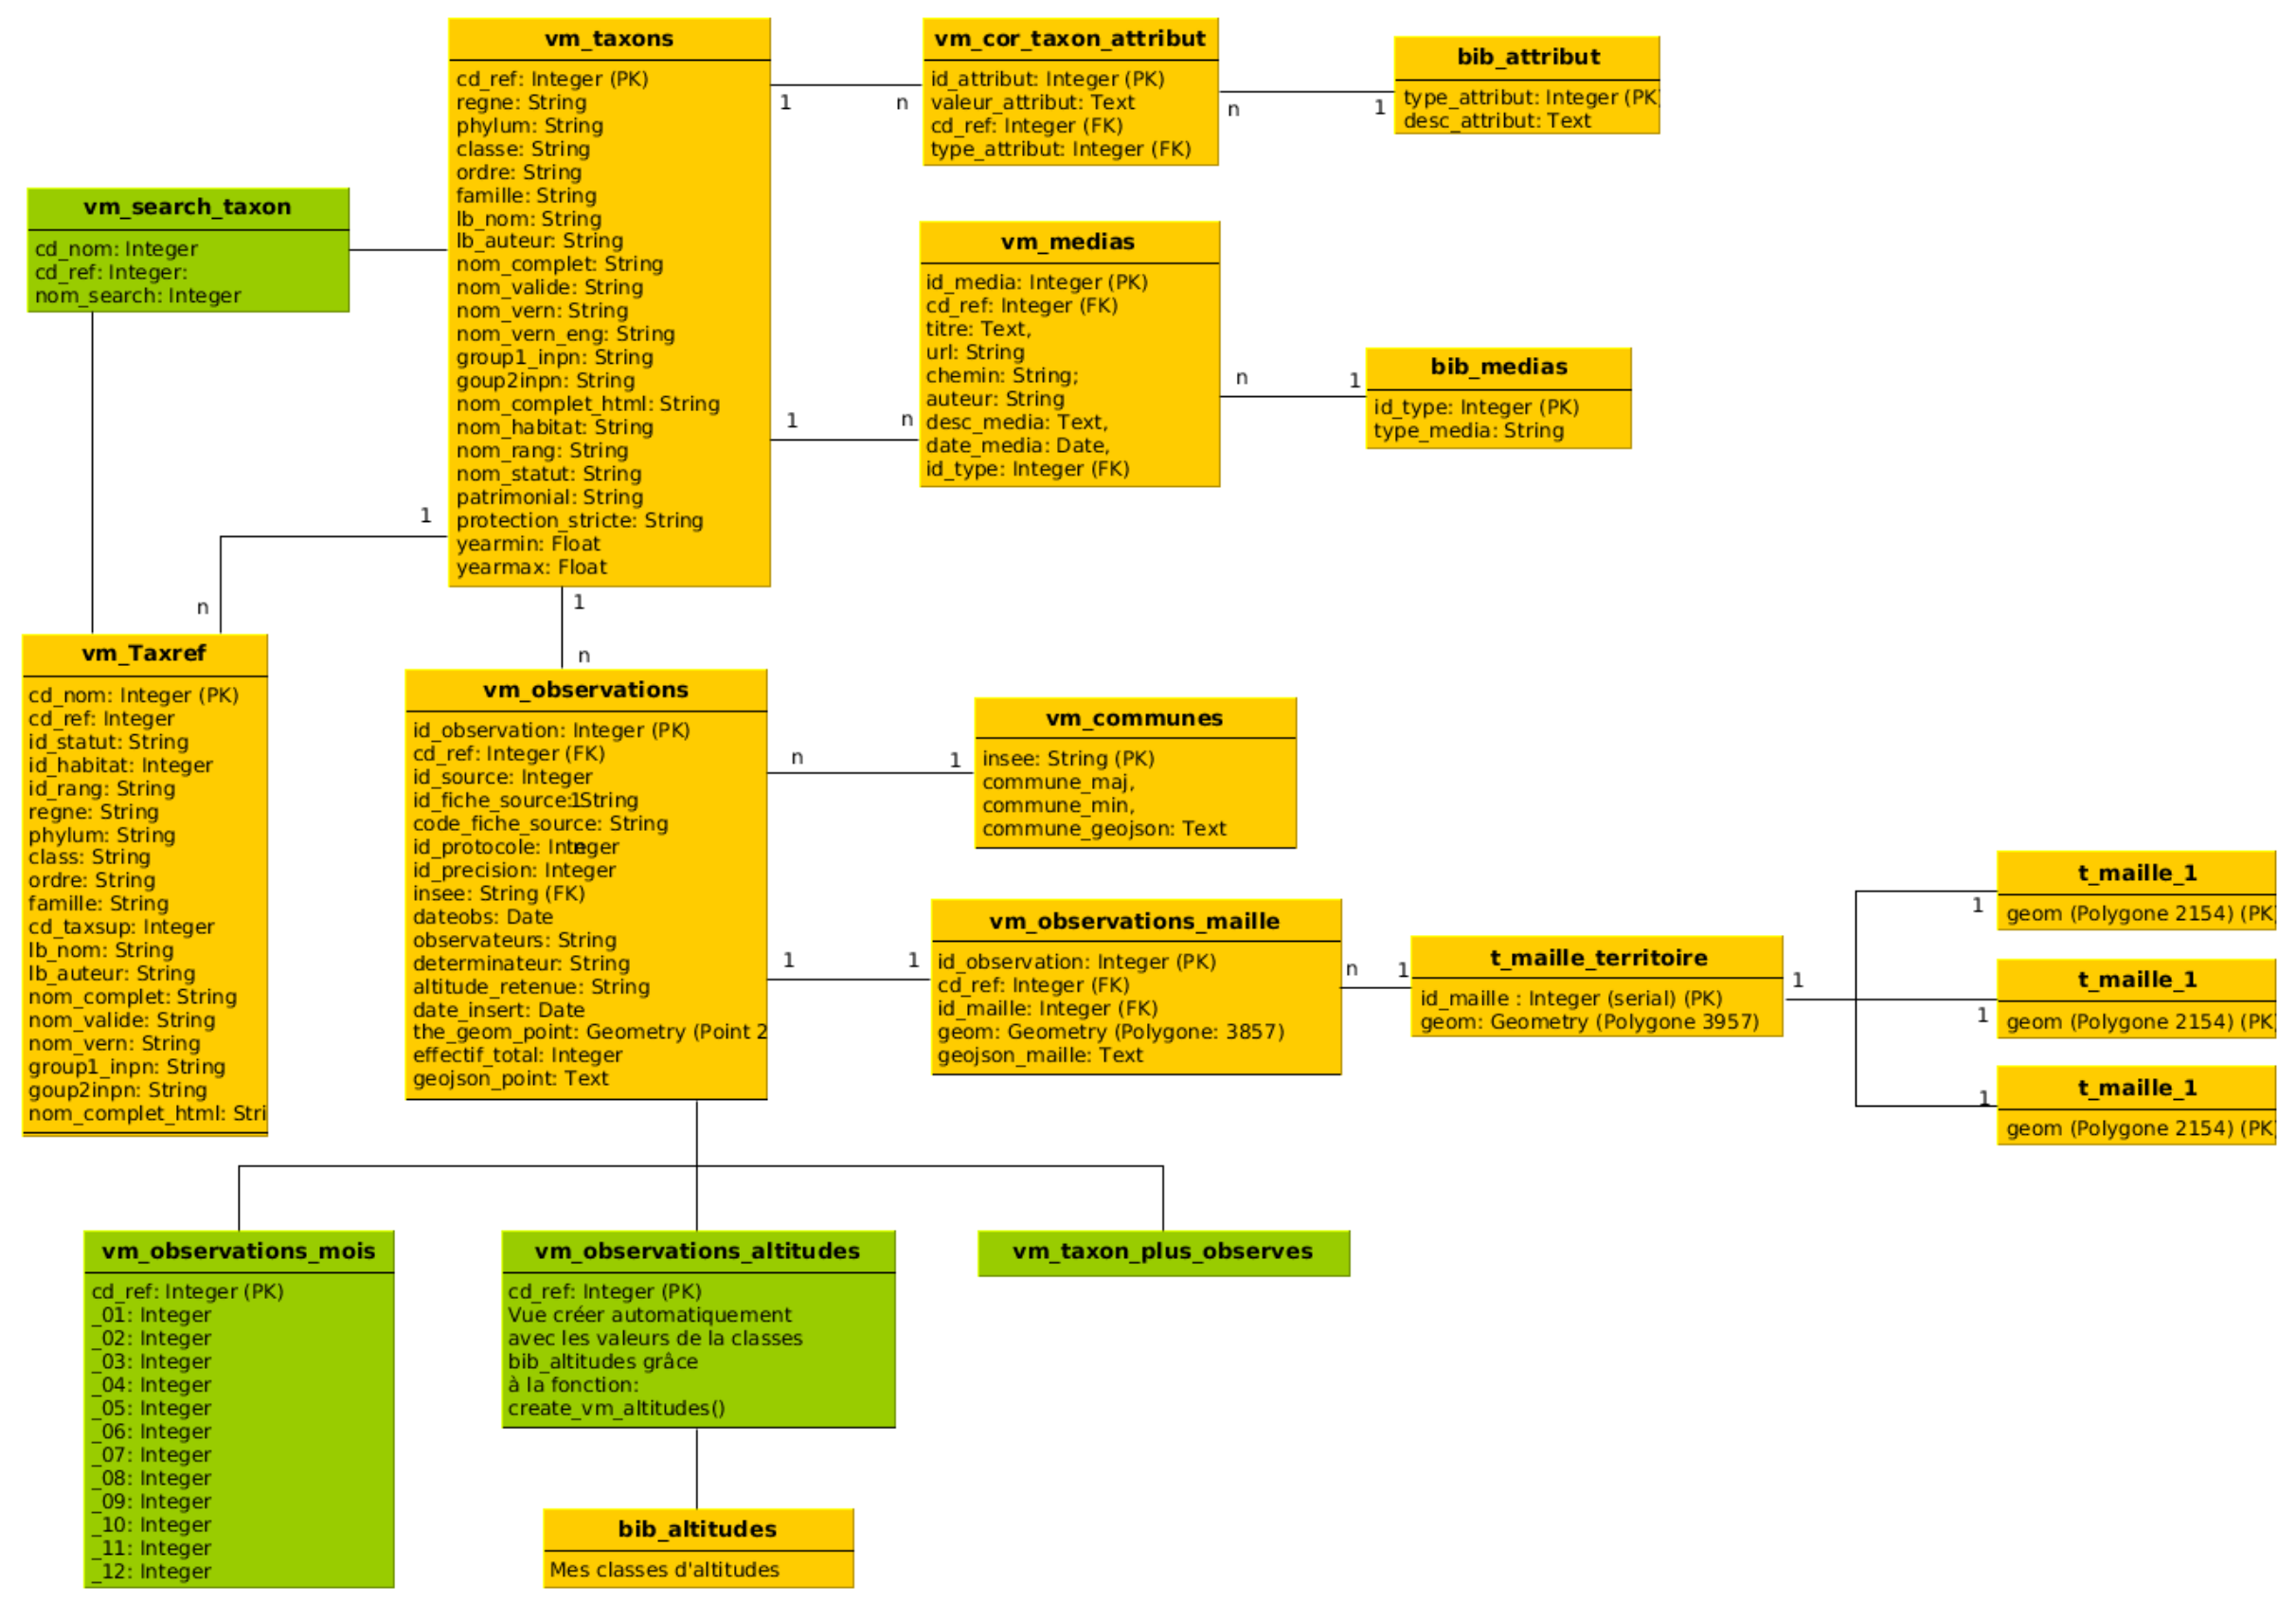 vm_taxons
cd_ref: Integer (PK)
regne: String
phylum: String
classe: String
ordre: String
famille: String
lb_nom: String
lb_auteur: String
nom_complet: String
nom_valide: String
nom_vern: String
nom_vern_eng: String
group1_inpn: String
goup2inpn: String
nom_complet_html: String
nom_habitat: String
nom_rang: String
nom_statut: String
patrimonial: String
protection_stricte: String
yearmin: Float
yearmax: Float
1
n
vm_cor_taxon_attribut
id_attribut: Integer (PK)
valeur_attribut: Text
cd_ref: Integer (FK)
type_attribut: Integer (FK)
n
1
bib_attribut
type_attribut: Integer (PK
desc_attribut: Text
vm_search_taxon
cd_nom: Integer
cd_ref: Integer:
nom_search: Integer
1
n
vm_medias
id_media: Integer (PK)
cd_ref: Integer (FK)
titre: Text,
url: String
chemin: String;
auteur: String
desc_media: Text,
date_media: Date,
id_type: Integer (FK)
n
1
bib_medias
id_type: Integer (PK)
type_media: String
1
n
1
n
vm_Taxref
cd_nom: Integer (PK)
cd_ref: Integer
id_statut: String
id_habitat: Integer
id_rang: String
regne: String
phylum: String
class: String
ordre: String
famille: String
cd_taxsup: Integer
lb_nom: String
lb_auteur: String
nom_complet: String
nom_valide: String
nom_vern: String
group1_inpn: String
goup2inpn: String
nom_complet_html: Stri
vm_observations
id_observation: Integer (PK)
cd_ref: Integer (FK)
id_source: Integer
id_fiche_source: String
1
code_fiche_source: String
id_protocole: Integer
n
id_precision: Integer
insee: String (FK)
dateobs: Date
observateurs: String
determinateur: String
altitude_retenue: String
date_insert: Date
the_geom_point: Geometry (Point 2
effectif_total: Integer
geojson_point: Text
n
1
vm_communes
insee: String (PK)
commune_maj,
commune_min,
commune_geojson: Text
1
1
vm_observations_maille
id_observation: Integer (PK)
cd_ref: Integer (FK)
id_maille: Integer (FK)
geom: Geometry (Polygone: 3857)
geojson_maille: Text
n
1
t_maille_territoire
id_maille : Integer (serial) (PK)
geom: Geometry (Polygone 3957)
1
1
t_maille_1
geom (Polygone 2154) (PK
1
t_maille_1
geom (Polygone 2154) (PK
1
t_maille_1
geom (Polygone 2154) (PK
vm_observations_mois
cd_ref: Integer (PK)
_01: Integer
_02: Integer
_03: Integer
_04: Integer
_05: Integer
_06: Integer
_07: Integer
_08: Integer
_09: Integer
_10: Integer
_11: Integer
_12: Integer
vm_observations_altitudes
cd_ref: Integer (PK)
Vue créer automatiquement
avec les valeurs de la classes
bib_altitudes grâce
à la fonction:
create_vm_altitudes()
vm_taxon_plus_observes
bib_altitudes
Mes classes d'altitudes